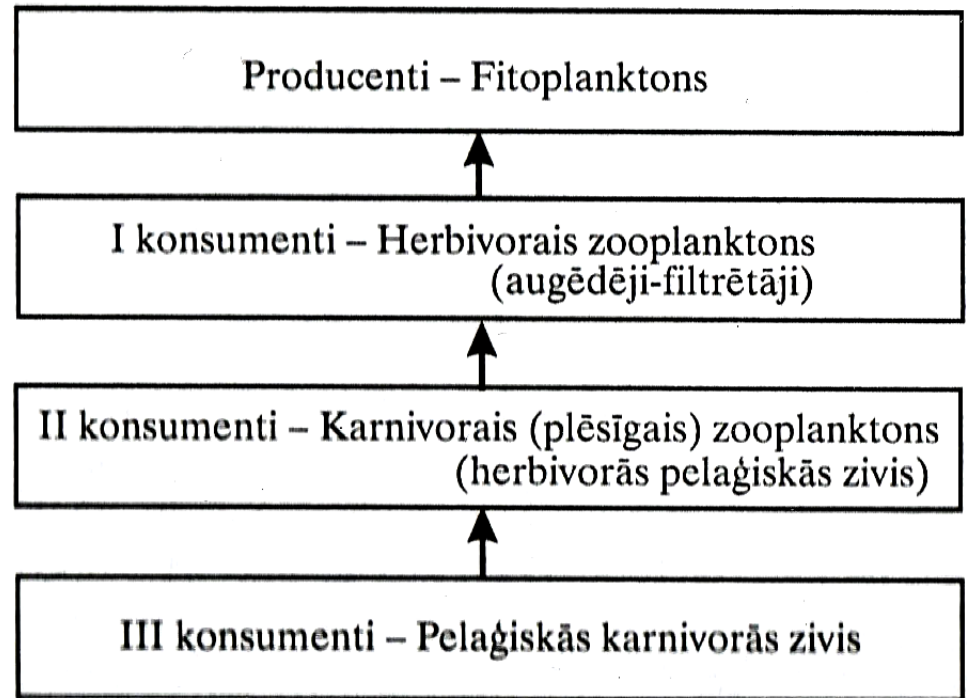 Producenti – Fitoplanktons
I konsumenti – Herbivorais zooplanktons
(augēdēji-filtrētāji)
II konsumenti – Karnivorais (plēsīgais) zooplanktons
(herbivorās pelaģiskās zivis)
III konsumenti – Pelaģiskās karnivorās zivis